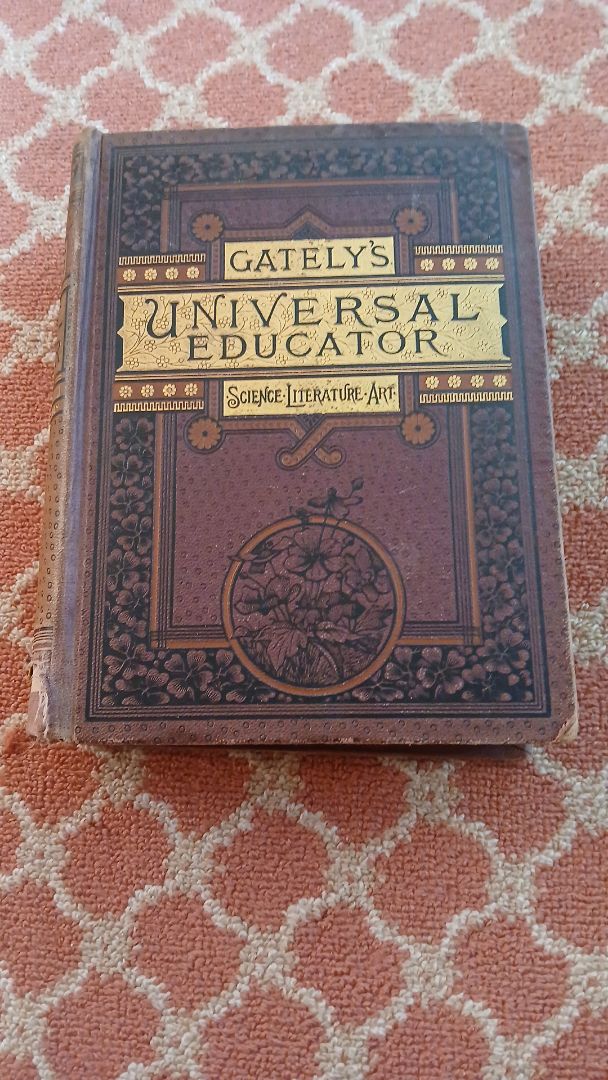 GATELY'S
UNIVERSAL
EDUCATOR
·SCIENCE·LITERATURE·ART·